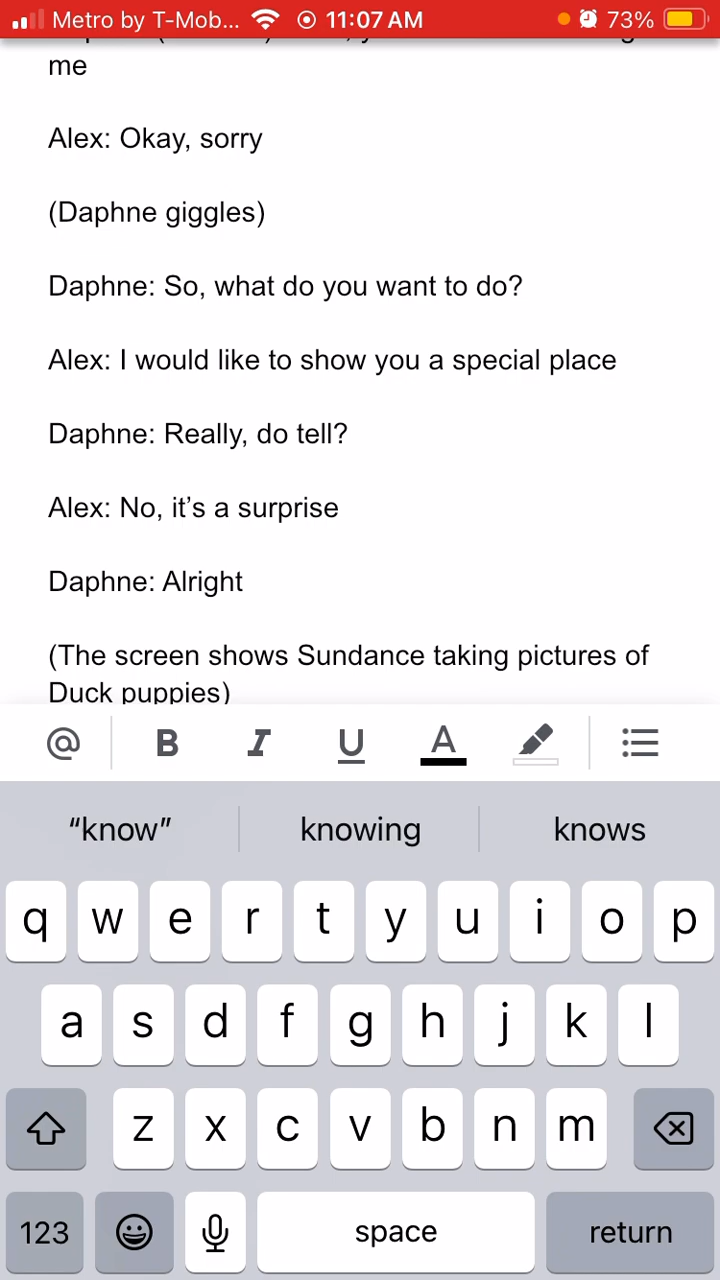 Metro by T-Mob... 11:07 AM 73%
me
Alex: Okay, sorry
(Daphne giggles)
Daphne: So, what do you want to do?
Alex: I would like to show you a special place
Daphne: Really, do tell?
Alex: No, it’s a surprise
Daphne: Alright
(The screen shows Sundance taking pictures of
Duck puppies)
@ B I U A
“know” knowing knows
q w e r t y u i o p
a s d f g h j k l
z x c v b n m
123 space return